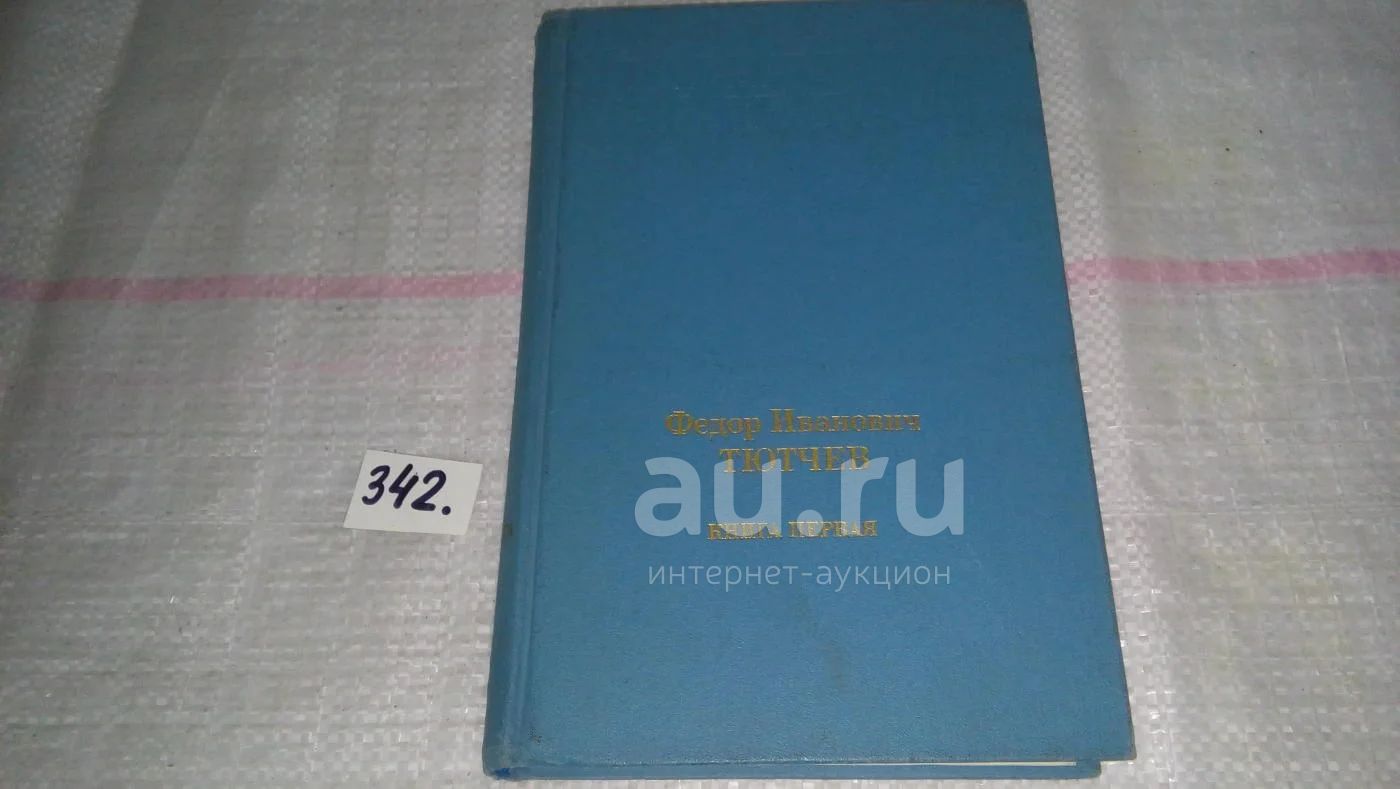 Федор Иванович
ТЮТЧЕВ
КНИГА ПЕРВАЯ
au.ru
интернет-аукцион
342.